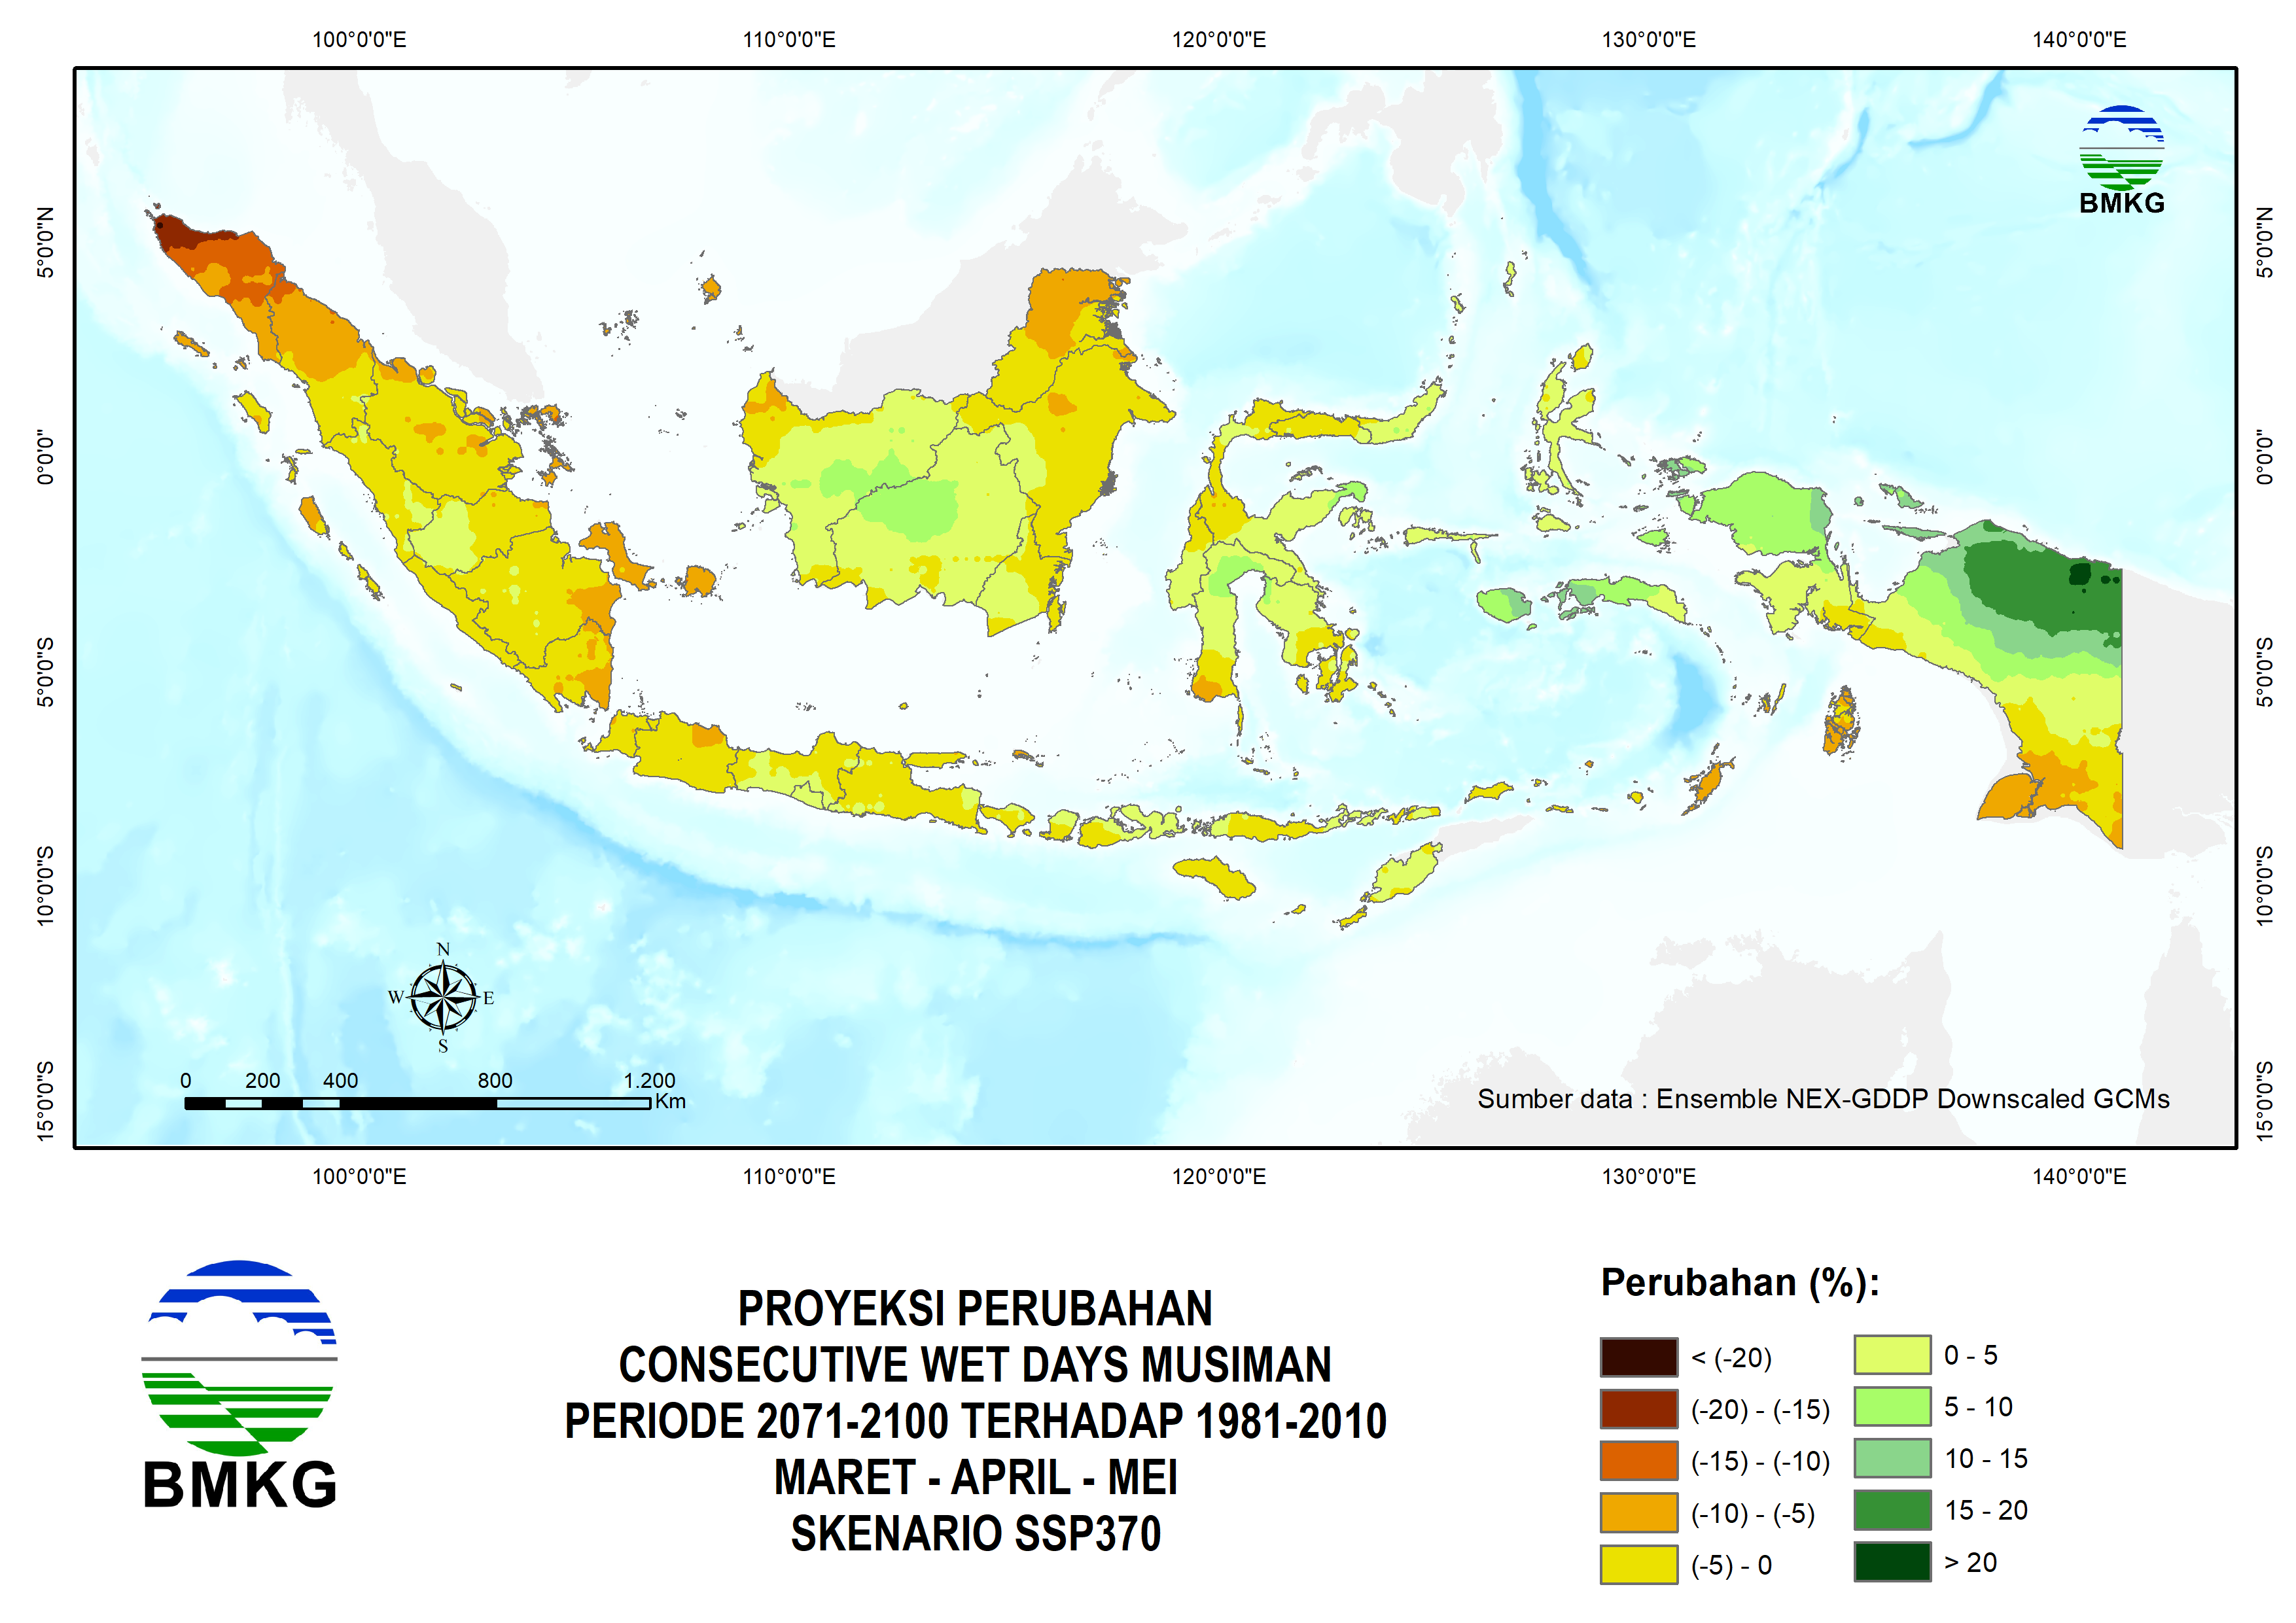 100°0'0"E 110°0'0"E 120°0'0"E 130°0'0"E 140°0'0"E
BMKG
5°0'0"N
0°0'0"
5°0'0"S
10°0'0"S
15°0'0"S
5°0'0"N
0°0'0"
5°0'0"S
10°0'0"S
15°0'0"S
N
W E
S
0 200 400 800 1.200
Km
Sumber data : Ensemble NEX-GDDP Downscaled GCMs
100°0'0"E 110°0'0"E 120°0'0"E 130°0'0"E 140°0'0"E
BMKG
PROYEKSI PERUBAHAN
CONSECUTIVE WET DAYS MUSIMAN
PERIODE 2071-2100 TERHADAP 1981-2010
MARET - APRIL - MEI
SKENARIO SSP370
Perubahan (%):
< (-20)
(-20) - (-15)
(-15) - (-10)
(-10) - (-5)
(-5) - 0
0 - 5
5 - 10
10 - 15
15 - 20
> 20